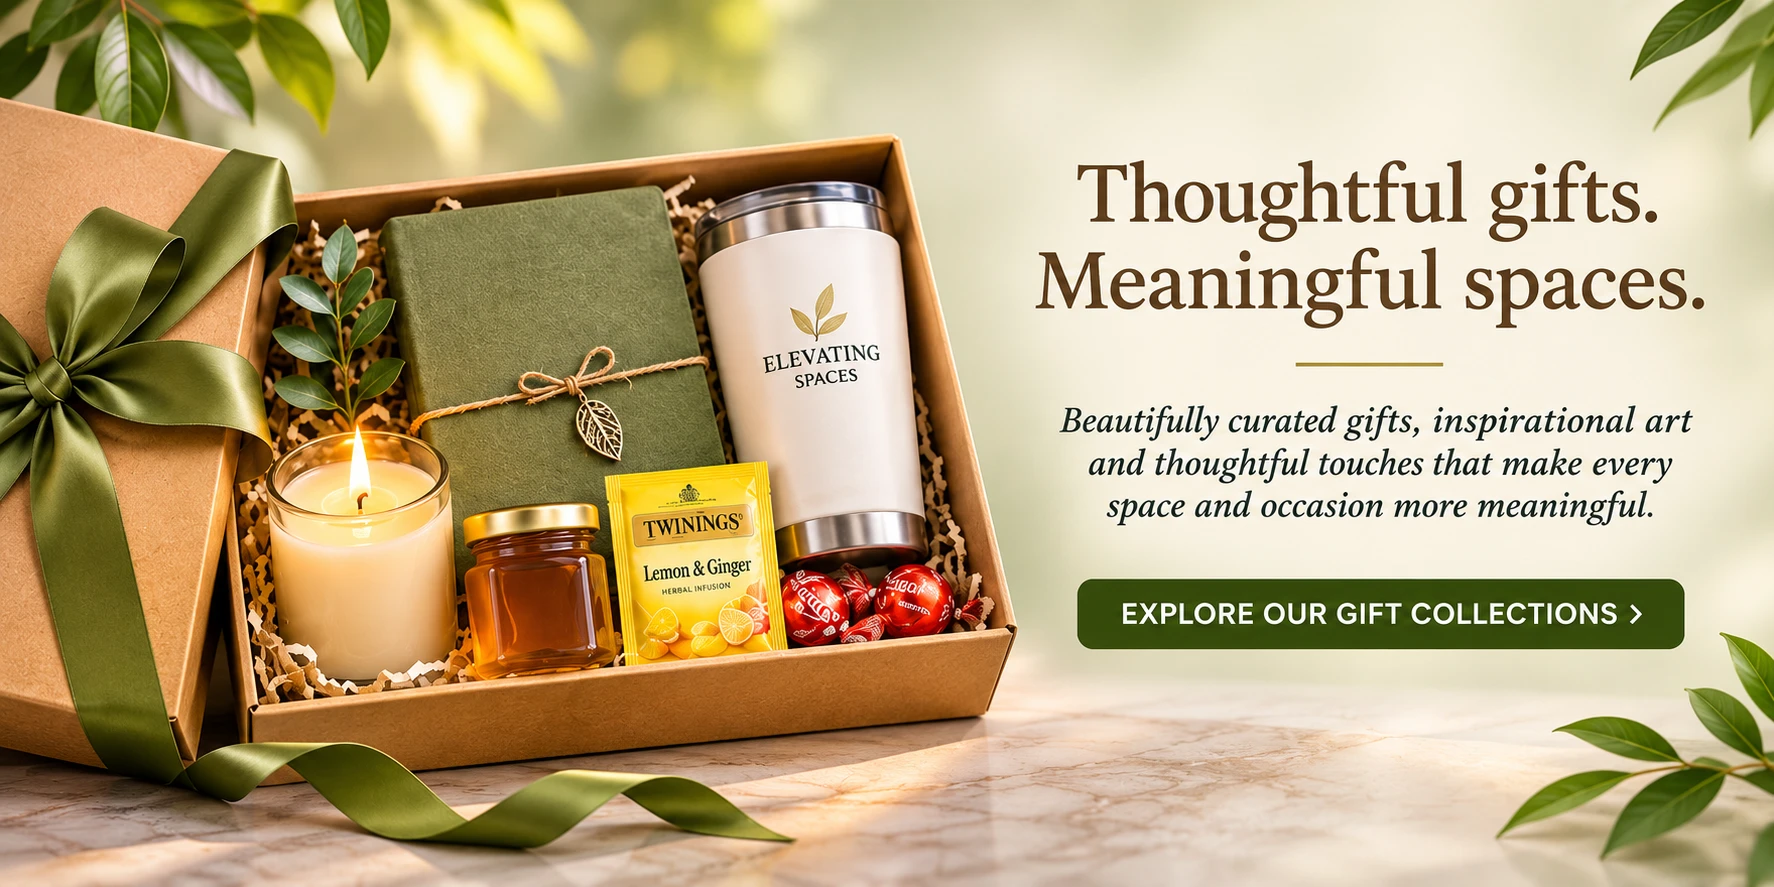 Thoughtful gifts.
Meaningful spaces.
Beautifully curated gifts, inspirational art
and thoughtful touches that make every
space and occasion more meaningful.
EXPLORE OUR GIFT COLLECTIONS >
ELEVATING
SPACES
TWININGS
Lemon & Ginger
HERBAL INFUSION